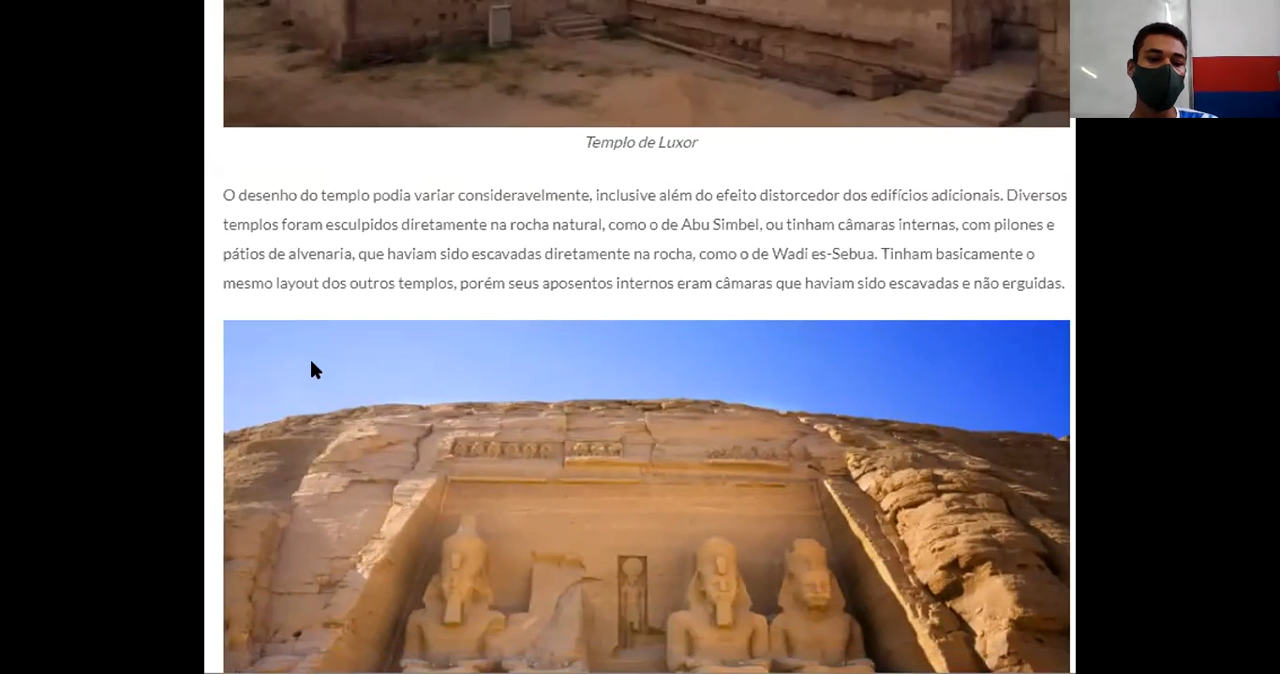 Templo de Luxor
O desenho do templo podia variar consideravelmente, inclusive além do efeito distorcedor dos edifícios adicionais. Diversos
templos foram esculpidos diretamente na rocha natural, como o de Abu Simbel, ou tinham câmaras internas, com pilones e
pátios de alvenaria, que haviam sido escavadas diretamente na rocha, como o de Wadi es-Sebua. Tinham basicamente o
mesmo layout dos outros templos, porém seus aposentos internos eram câmaras que haviam sido escavadas e não erguidas.